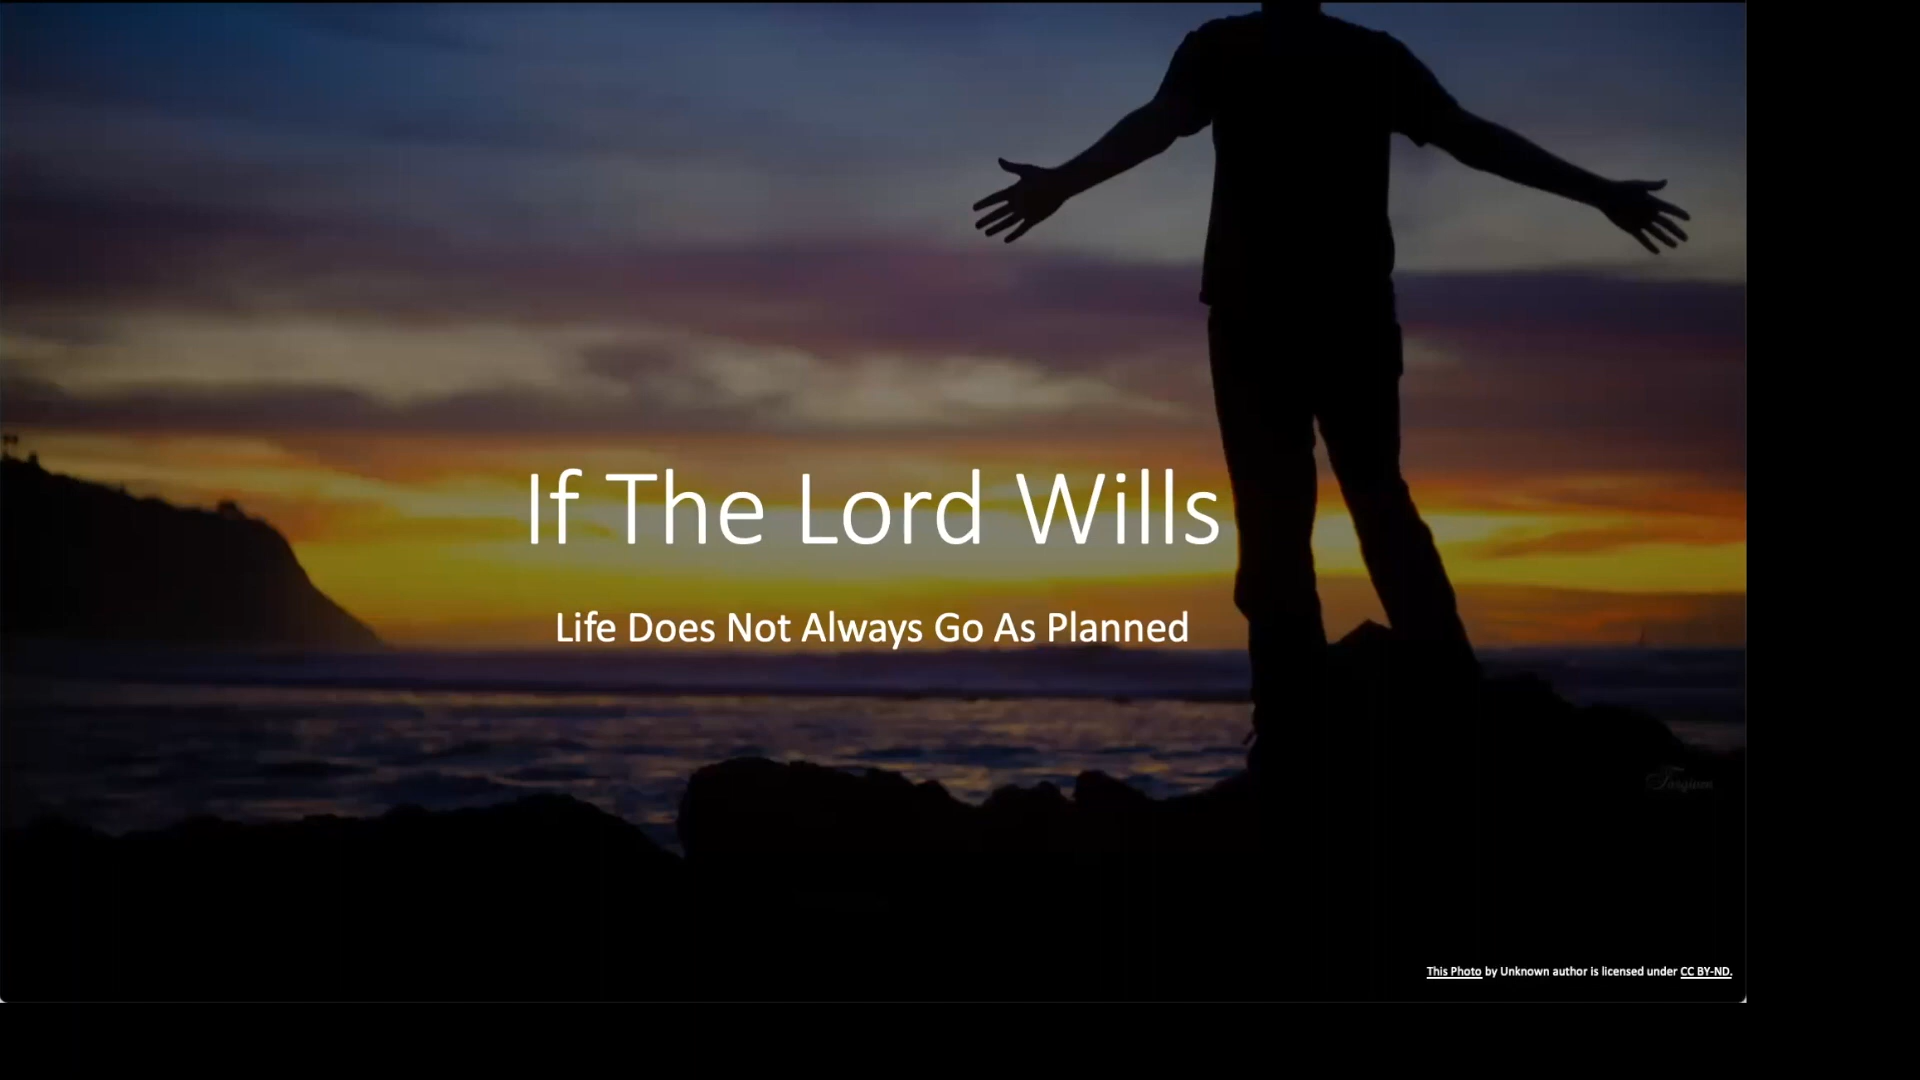 If The Lord Wills
Life Does Not Always Go As Planned
This Photo by Unknown author is licensed under CC BY-ND.